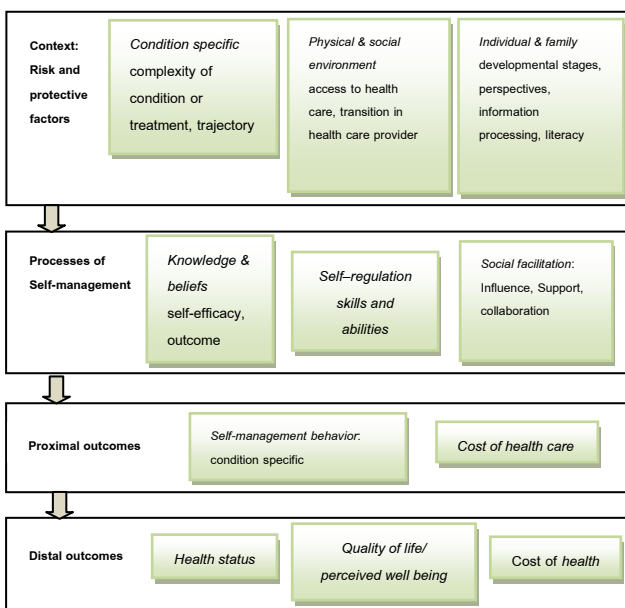 Context:
Risk and
protective
factors
Condition specific
complexity of
condition or
treatment, trajectory
Physical & social
environment
access to health
care, transition in
health care provider
Individual & family
developmental stages,
perspectives,
information
processing, literacy
Processes of
Self-management
Knowledge &
beliefs
self-efficacy,
outcome
Self–regulation
skills and
abilities
Social facilitation:
Influence, Support,
collaboration
Proximal outcomes
Self-management behavior:
condition specific
Cost of health care
Distal outcomes
Health status
Quality of life/
perceived well being
Cost of health